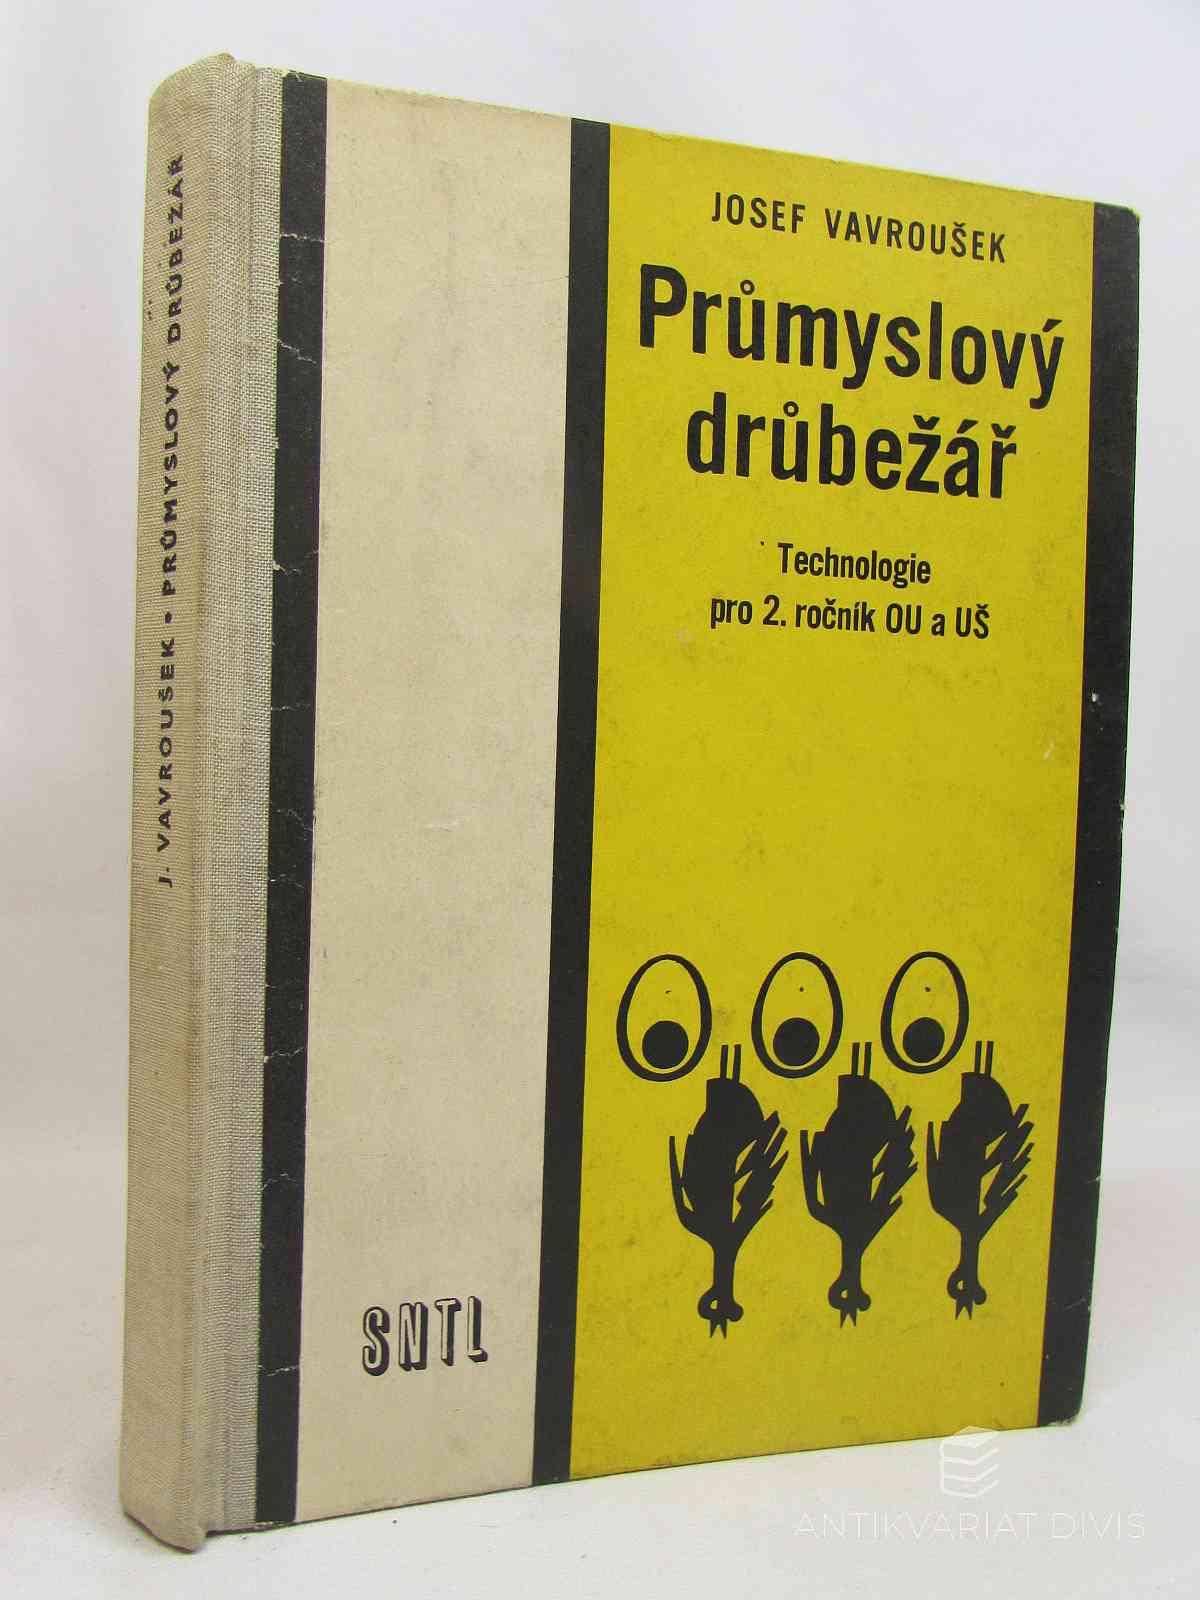 J. VAVROUŠEK • PRŮMYSLOVÝ DRŮBEŽÁŘ
JOSEF VAVROUŠEK
Průmyslový
drůbežář
Technologie
pro 2. ročník OU a UŠ
SNTL
ANTIKVARIAT DIVIS